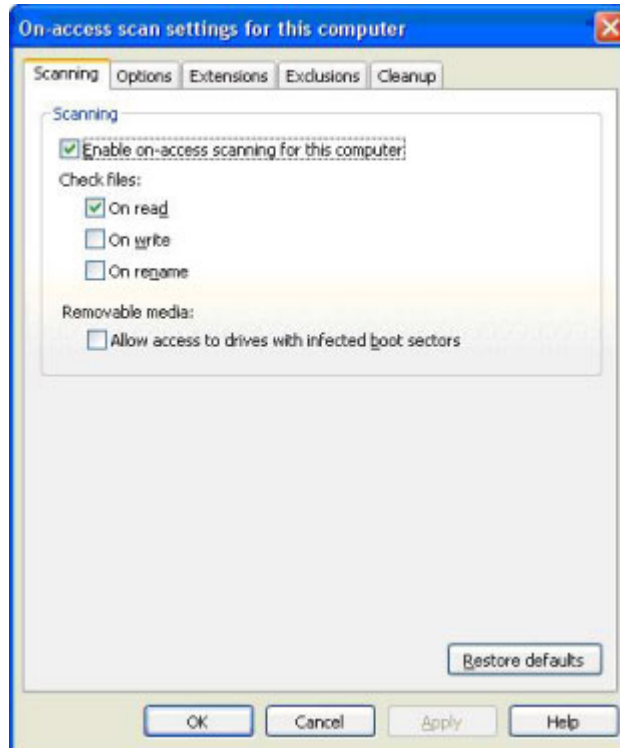 On-access scan settings for this computer
Scanning Options Extensions Exclusions Cleanup
Scanning
Enable on-access scanning for this computer
Check files:
On read
On write
On rename
Removable media:
Allow access to drives with infected boot sectors
Restore defaults
OK Cancel Apply Help